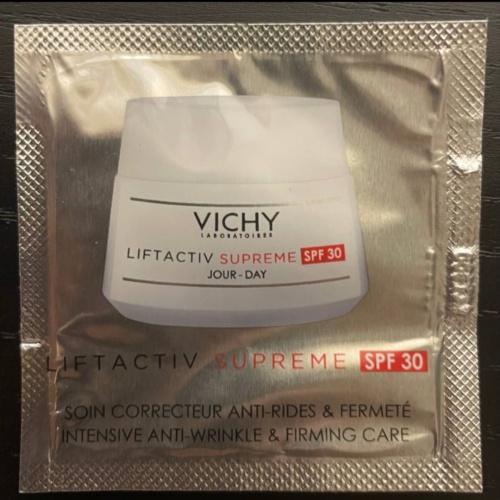 VICHY
LABORATOIRES
LIFTACTIV SUPREME SPF 30
JOUR - DAY
LIFTACTIV SUPREME SPF 30
SOIN CORRECTEUR ANTI-RIDES & FERMETÉ
INTENSIVE ANTI-WRINKLE & FIRMING CARE